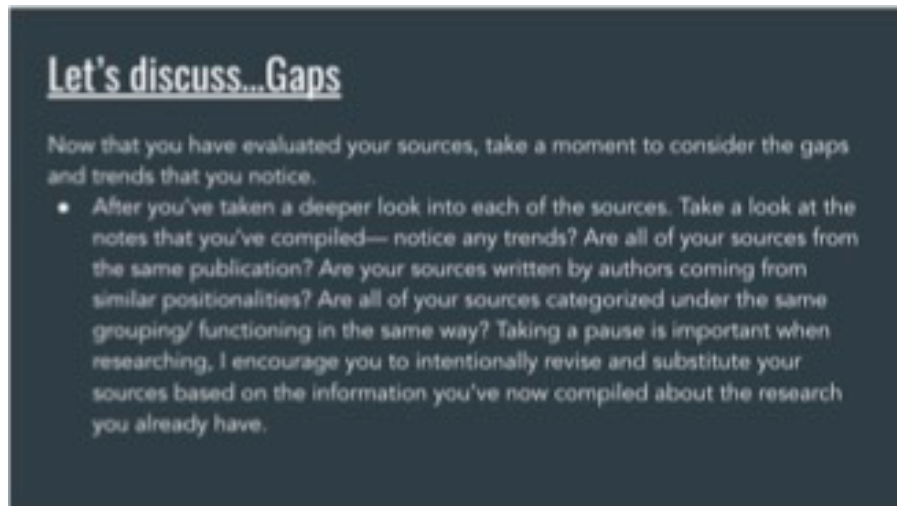 Let's discuss...Gaps
Now that you have evaluated your sources, take a moment to consider the gaps
and trends that you notice.
● After you've taken a deeper look into each of the sources. Take a look at the
notes that you've compiled— notice any trends? Are all of your sources from
the same publication? Are your sources written by authors coming from
similar positionalities? Are all of your sources categorized under the same
grouping/ functioning in the same way? Taking a pause is important when
researching, I encourage you to intentionally revise and substitute your
sources based on the information you've now compiled about the research
you already have.